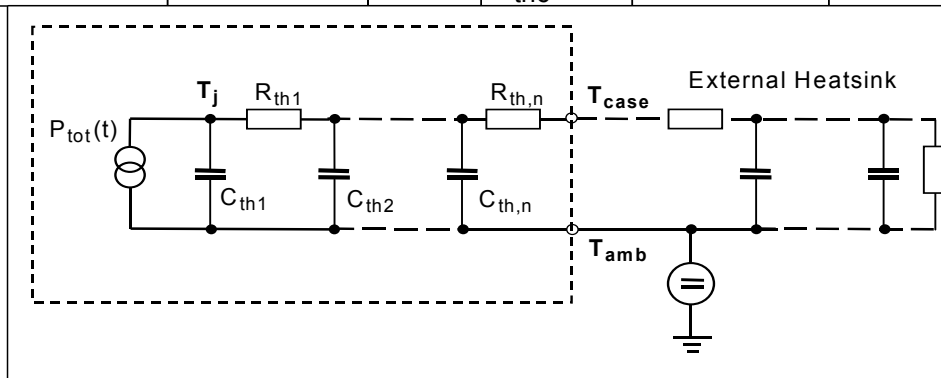 External Heatsink
T_j
R_th1
R_th,n
T_case
P_tot(t)
C_th1
C_th2
C_th,n
T_amb